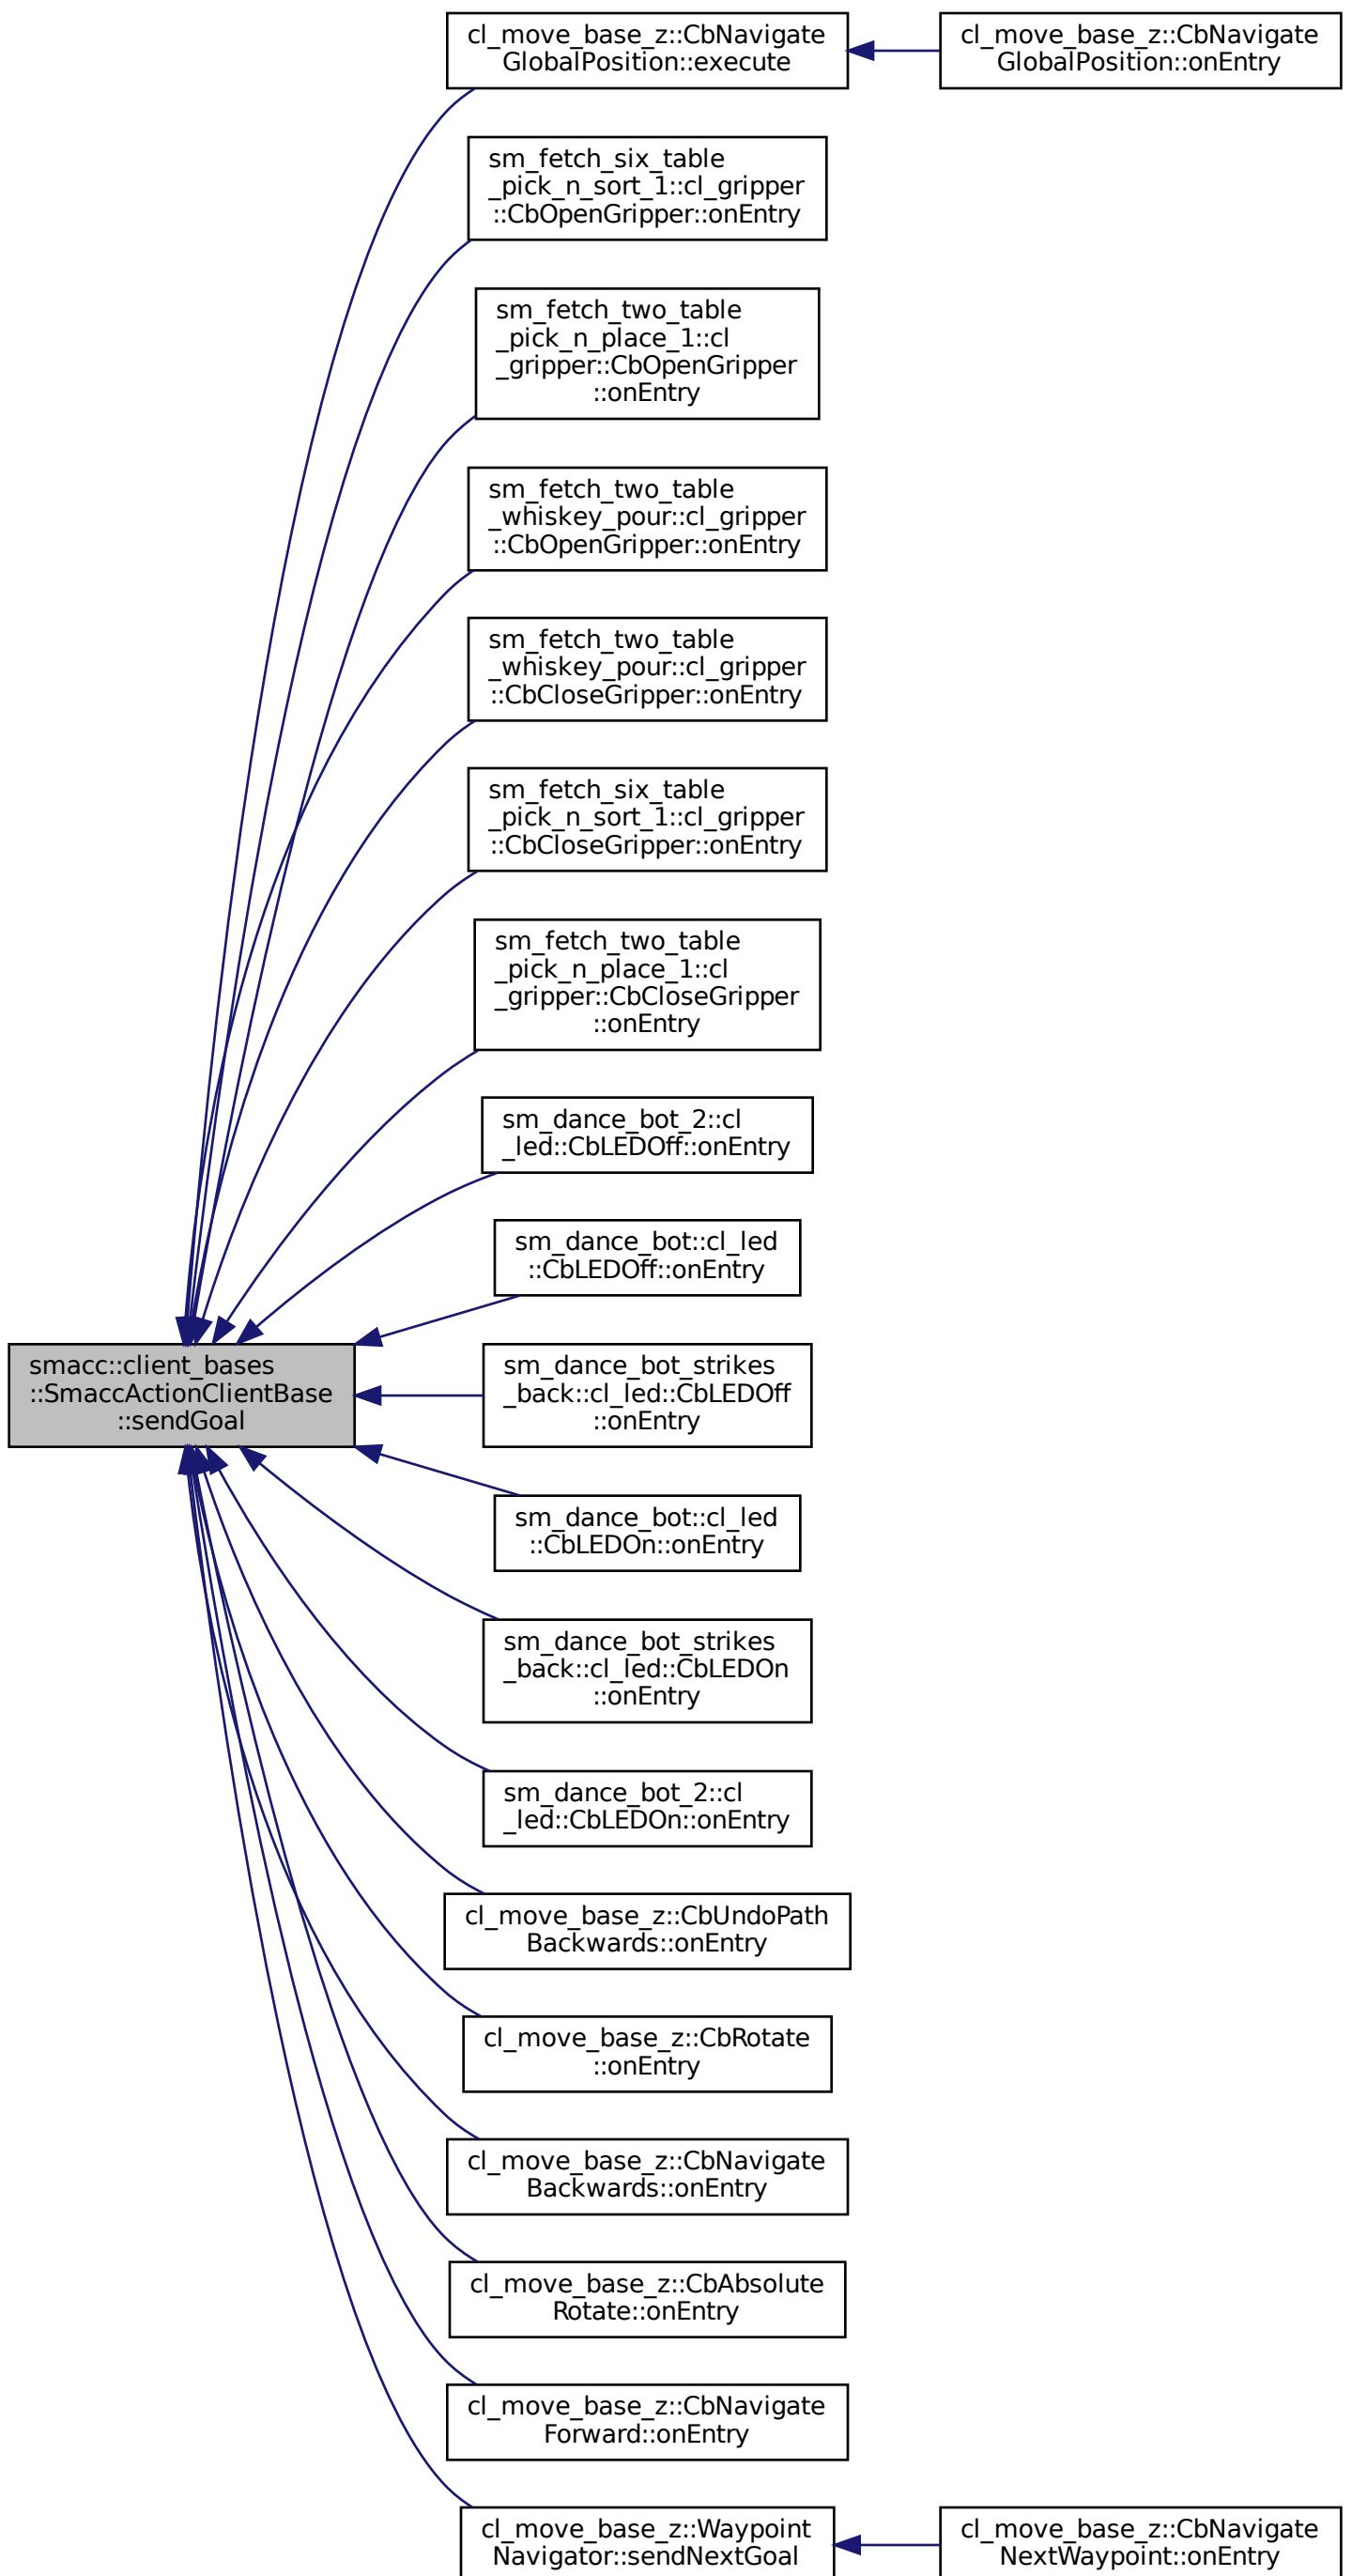 cl_move_base_z::CbNavigate
GlobalPosition::execute
cl_move_base_z::CbNavigate
GlobalPosition::onEntry
sm_fetch_six_table
_pick_n_sort_1::cl_gripper
::CbOpenGripper::onEntry
sm_fetch_two_table
_pick_n_place_1::cl
_gripper::CbOpenGripper
::onEntry
sm_fetch_two_table
_whiskey_pour::cl_gripper
::CbOpenGripper::onEntry
sm_fetch_two_table
_whiskey_pour::cl_gripper
::CbCloseGripper::onEntry
sm_fetch_six_table
_pick_n_sort_1::cl_gripper
::CbCloseGripper::onEntry
sm_fetch_two_table
_pick_n_place_1::cl
_gripper::CbCloseGripper
::onEntry
sm_dance_bot_2::cl
_led::CbLEDOff::onEntry
sm_dance_bot::cl_led
::CbLEDOff::onEntry
smacc::client_bases
::SmaccActionClientBase
::sendGoal
sm_dance_bot_strikes
_back::cl_led::CbLEDOff
::onEntry
sm_dance_bot::cl_led
::CbLEDOn::onEntry
sm_dance_bot_strikes
_back::cl_led::CbLEDOn
::onEntry
sm_dance_bot_2::cl
_led::CbLEDOn::onEntry
cl_move_base_z::CbUndoPath
Backwards::onEntry
cl_move_base_z::CbRotate
::onEntry
cl_move_base_z::CbNavigate
Backwards::onEntry
cl_move_base_z::CbAbsolute
Rotate::onEntry
cl_move_base_z::CbNavigate
Forward::onEntry
cl_move_base_z::Waypoint
Navigator::sendNextGoal
cl_move_base_z::CbNavigate
NextWaypoint::onEntry